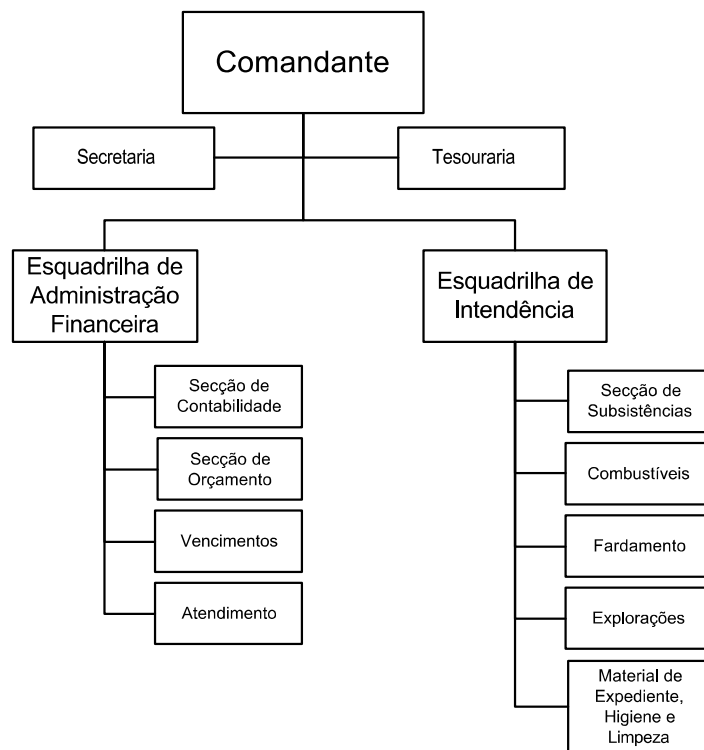 Comandante
Secretaria
Tesouraria
Esquadrilha de
Administração
Financeira
Esquadrilha de
Intendência
Secção de
Contabilidade
Secção de
Orçamento
Vencimentos
Atendimento
Secção de
Subsistências
Combustíveis
Fardamento
Explorações
Material de
Expediente,
Higiene e
Limpeza